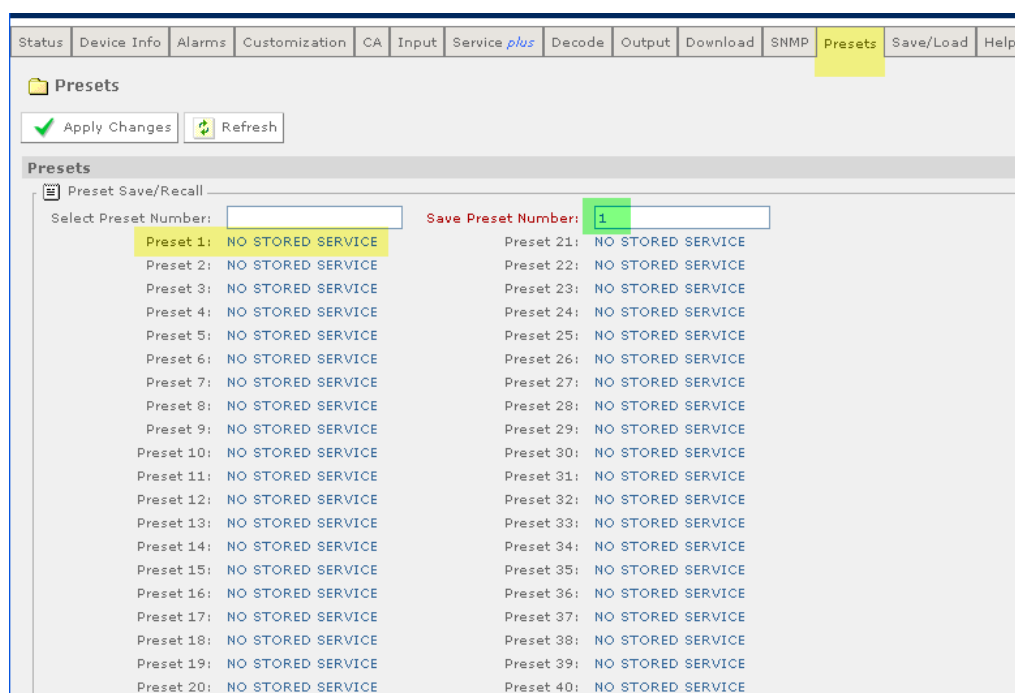 Status Device Info Alarms Customization CA Input Service plus Decode Output Download SNMP Presets Save/Load Help
Presets
Apply Changes Refresh
Presets
Preset Save/Recall
Select Preset Number: Save Preset Number: 1
Preset 1: NO STORED SERVICE Preset 21: NO STORED SERVICE
Preset 2: NO STORED SERVICE Preset 22: NO STORED SERVICE
Preset 3: NO STORED SERVICE Preset 23: NO STORED SERVICE
Preset 4: NO STORED SERVICE Preset 24: NO STORED SERVICE
Preset 5: NO STORED SERVICE Preset 25: NO STORED SERVICE
Preset 6: NO STORED SERVICE Preset 26: NO STORED SERVICE
Preset 7: NO STORED SERVICE Preset 27: NO STORED SERVICE
Preset 8: NO STORED SERVICE Preset 28: NO STORED SERVICE
Preset 9: NO STORED SERVICE Preset 29: NO STORED SERVICE
Preset 10: NO STORED SERVICE Preset 30: NO STORED SERVICE
Preset 11: NO STORED SERVICE Preset 31: NO STORED SERVICE
Preset 12: NO STORED SERVICE Preset 32: NO STORED SERVICE
Preset 13: NO STORED SERVICE Preset 33: NO STORED SERVICE
Preset 14: NO STORED SERVICE Preset 34: NO STORED SERVICE
Preset 15: NO STORED SERVICE Preset 35: NO STORED SERVICE
Preset 16: NO STORED SERVICE Preset 36: NO STORED SERVICE
Preset 17: NO STORED SERVICE Preset 37: NO STORED SERVICE
Preset 18: NO STORED SERVICE Preset 38: NO STORED SERVICE
Preset 19: NO STORED SERVICE Preset 39: NO STORED SERVICE
Preset 20: NO STORED SERVICE Preset 40: NO STORED SERVICE